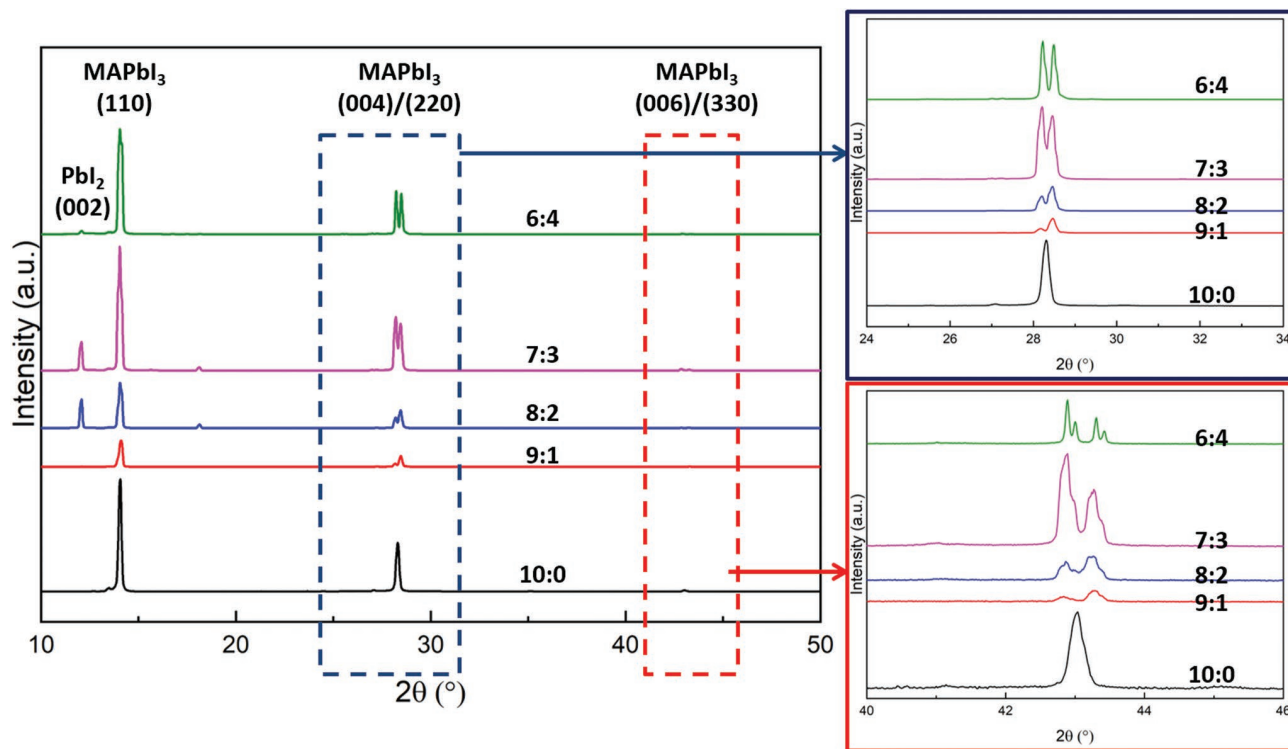 MAPbI₃
(110)
MAPbI₃
(004)/(220)
MAPbI₃
(006)/(330)
PbI₂
(002)
6:4
7:3
8:2
9:1
10:0
Intensity (a.u.)
10 20 30 40 50
2θ (°)
6:4
7:3
8:2
9:1
10:0
Intensity (a.u.)
24 26 28 30 32 34
2θ (°)
6:4
7:3
8:2
9:1
10:0
Intensity (a.u.)
40 42 44 46
2θ (°)